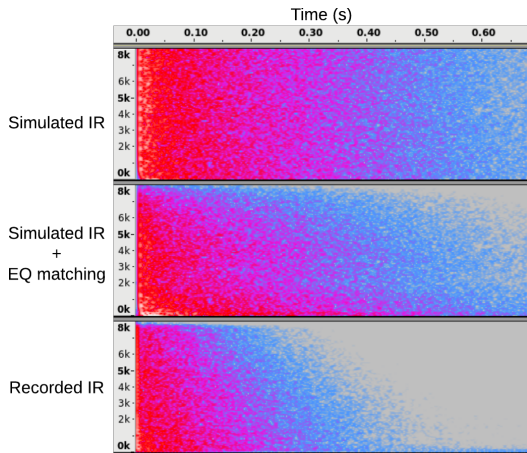 Time (s)
0.00 0.10 0.20 0.30 0.40 0.50 0.60
Simulated IR
8k
6k
5k
4k
3k
2k
0k
Simulated IR
+
EQ matching
8k
6k
5k
4k
3k
2k
0k
Recorded IR
8k
6k
5k
4k
3k
2k
0k